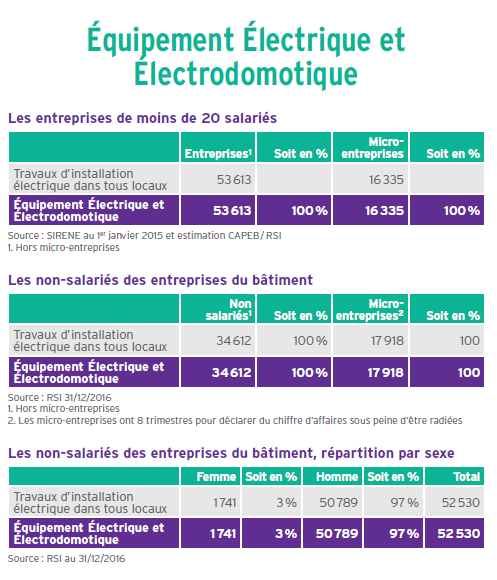 Équipement Électrique et
Électrodomotique
Les entreprises de moins de 20 salariés
Entreprises¹ Soit en % Micro-entreprises Soit en %
Travaux d'installation
électrique dans tous locaux 53 613 16 335
Équipement Électrique et
Électrodomotique 53 613 100 % 16 335 100 %
Source : SIRENE au 1er janvier 2015 et estimation CAPEB/ RSI
1. Hors micro-entreprises
Les non-salariés des entreprises du bâtiment
Non salariés¹ Soit en % Micro-entreprises² Soit en %
Travaux d'installation
électrique dans tous locaux 34 612 100 % 17 918 100
Équipement Électrique et
Électrodomotique 34 612 100 % 17 918 100
Source : RSI 31/12/2016
1. Hors micro-entreprises
2. Les micro-entreprises ont 8 trimestres pour déclarer du chiffre d'affaires sous peine d'être radiées
Les non-salariés des entreprises du bâtiment, répartition par sexe
Femme Soit en % Homme Soit en % Total
Travaux d'installation
électrique dans tous locaux 1 741 3 % 50 789 97 % 52 530
Équipement Électrique et
Électrodomotique 1 741 3 % 50 789 97 % 52 530
Source : RSI au 31/12/2016